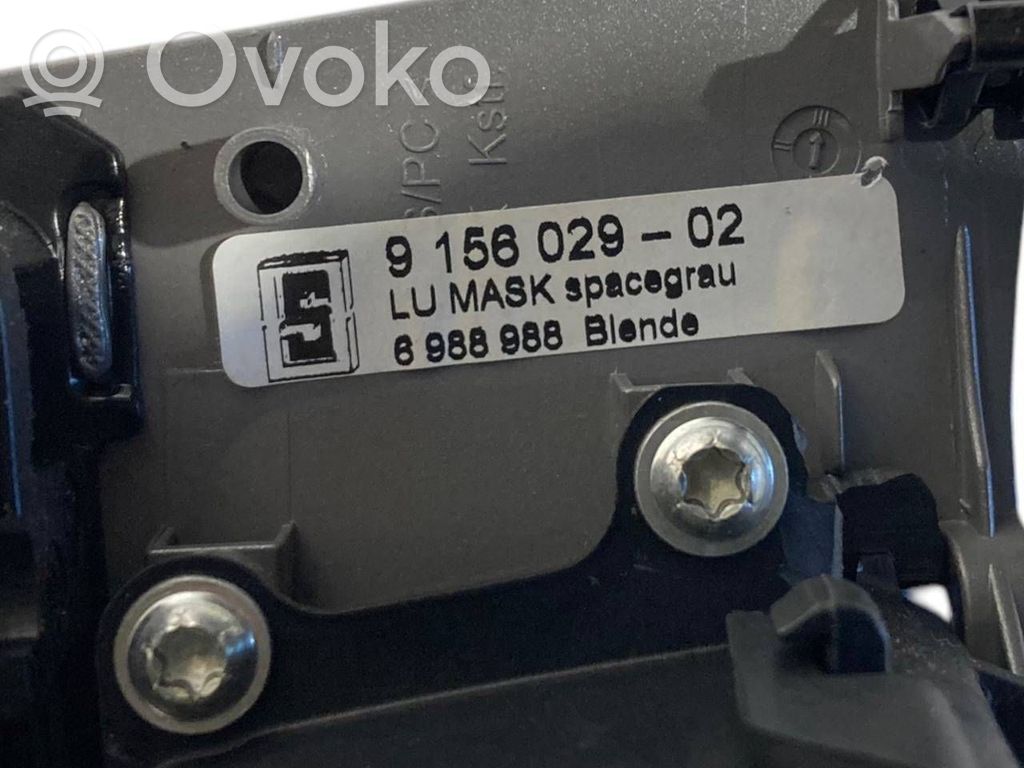 Ovoko
9 156 029 - 02
LU MASK spacegrau
6 988 988 Blende